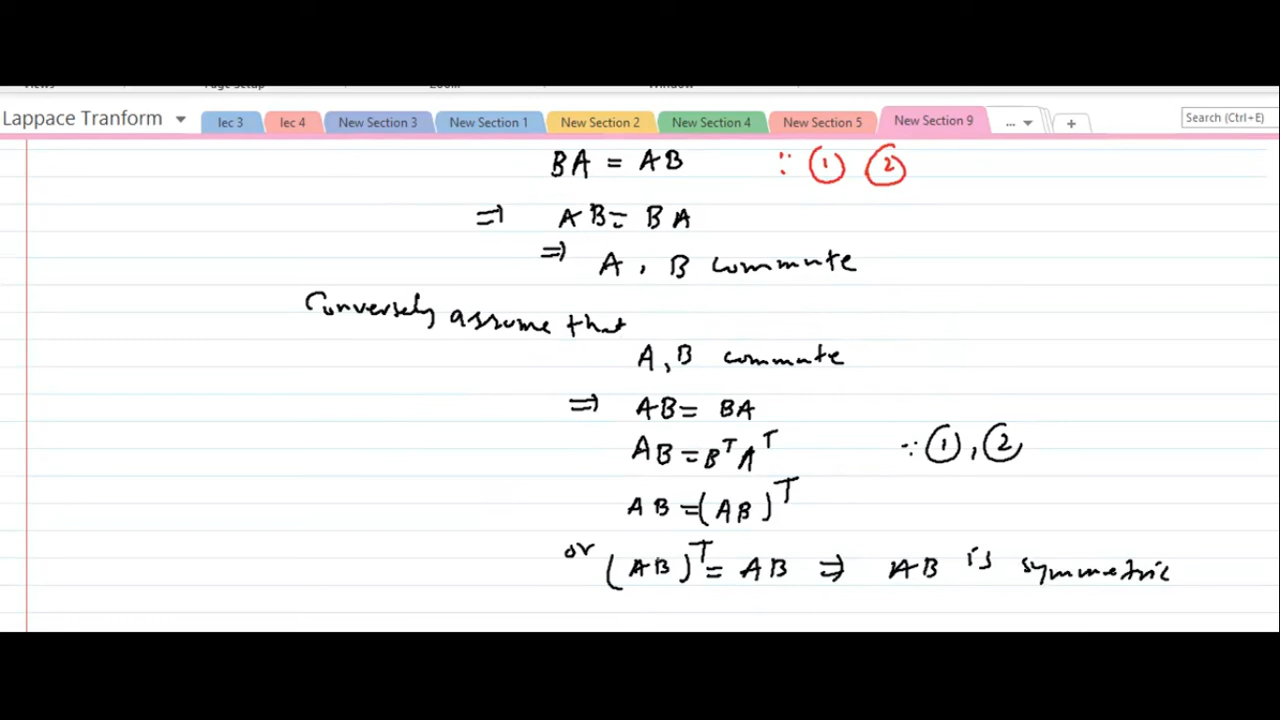 Lappace Tranform
lec 3
lec 4
New Section 3
New Section 1
New Section 2
New Section 4
New Section 5
New Section 9
...
+
Search (Ctrl+E)
BA = AB ∵ ① ②
⇒ AB = BA
⇒ A, B commute
Conversely assume that
A, B commute
⇒ AB = BA
AB = BᵀAᵀ ∵ ①, ②
AB = (AB)ᵀ
or (AB)ᵀ = AB ⇒ AB is symmetric